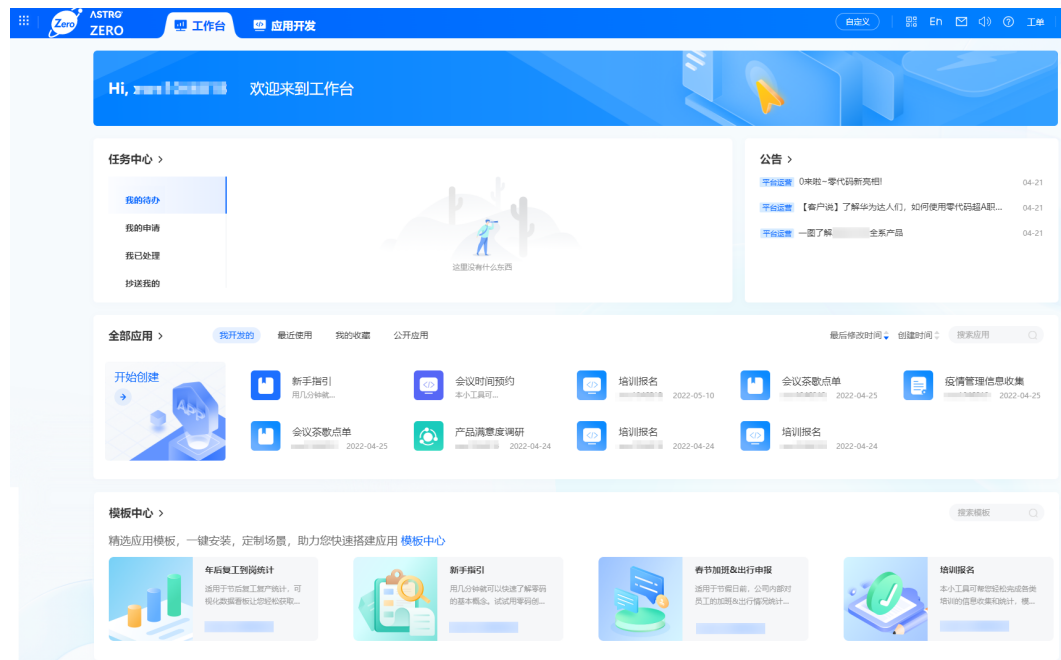 Zero ASTRO ZERO 工作台 应用开发 自定义 En 工单
Hi, 欢迎来到工作台
任务中心
我的待办
我的申请
我已处理
抄送我的
这里没有什么东西
公告
平台运营 0来啦-零代码新亮相! 04-21
平台运营 【客户说】了解华为达人们，如何使用零代码超A职... 04-21
平台运营 一图了解 全系产品 04-21
全部应用 我开发的 最近使用 我的收藏 公开应用 最后修改时间 创建时间 搜索应用
开始创建
APP
新手指引
用几分钟就...
会议时间预约
本小工具可...
培训报名
2022-05-10
会议茶歇点单
2022-04-25
疫情管理信息收集
2022-04-25
会议茶歇点单
2022-04-25
产品满意度调研
2022-04-24
培训报名
2022-04-24
培训报名
2022-04-24
模板中心 搜索模板
精选应用模板，一键安装，定制场景，助力您快速搭建应用 模板中心
年后复工到岗统计
适用于节后复工复产统计，可
视化数据看板让您轻松获取...
新手指引
用几分钟就可以快速了解零码
的基本概念。试试用零码创...
春节加班&出行申报
适用于节假日前，公司内部对
员工的加班&出行情况统计...
培训报名
本小工具可帮您轻松完成各类
培训的信息收集和统计，模...